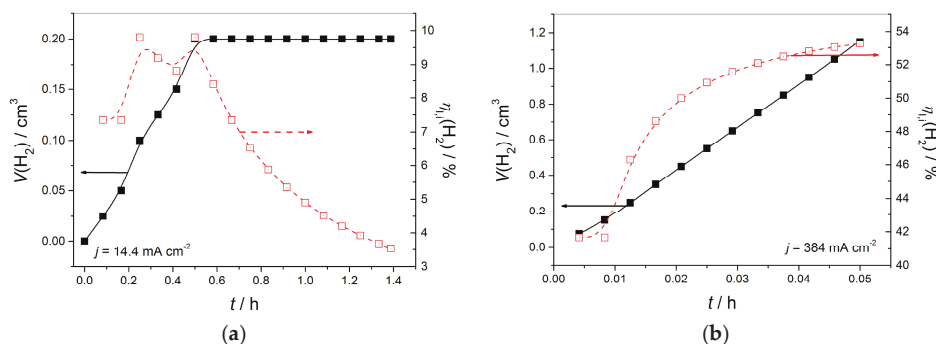 0.20
0.15
0.10
0.05
0.00
V(H₂) / cm³
10
9
8
7
6
5
4
3
ηI,j(H₂) / %
j = 14.4 mA cm⁻²
0.0 0.2 0.4 0.6 0.8 1.0 1.2 1.4
t / h
(a)
1.2
1.0
0.8
0.6
0.4
0.2
0.0
V(H₂) / cm³
54
52
50
48
46
44
42
40
ηI,j(H₂) / %
j – 384 mA cm⁻²
0.00 0.01 0.02 0.03 0.04 0.05
t / h
(b)